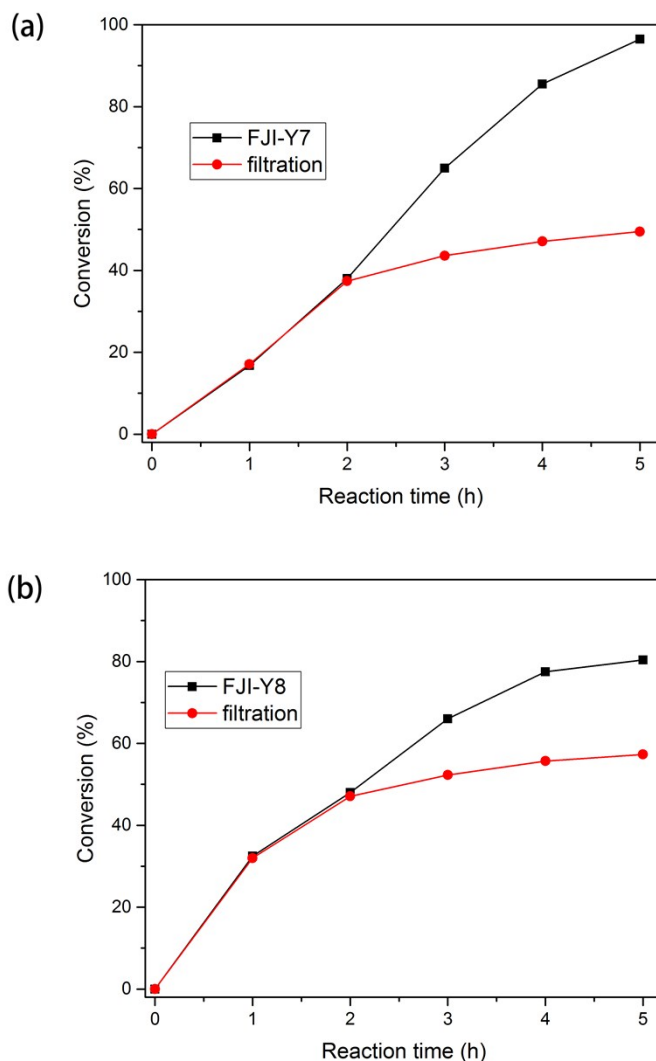 (a)
100
80
60
40
20
0
Conversion (%)
FJI-Y7
filtration
0 1 2 3 4 5
Reaction time (h)
(b)
100
80
60
40
20
0
Conversion (%)
FJI-Y8
filtration
0 1 2 3 4 5
Reaction time (h)